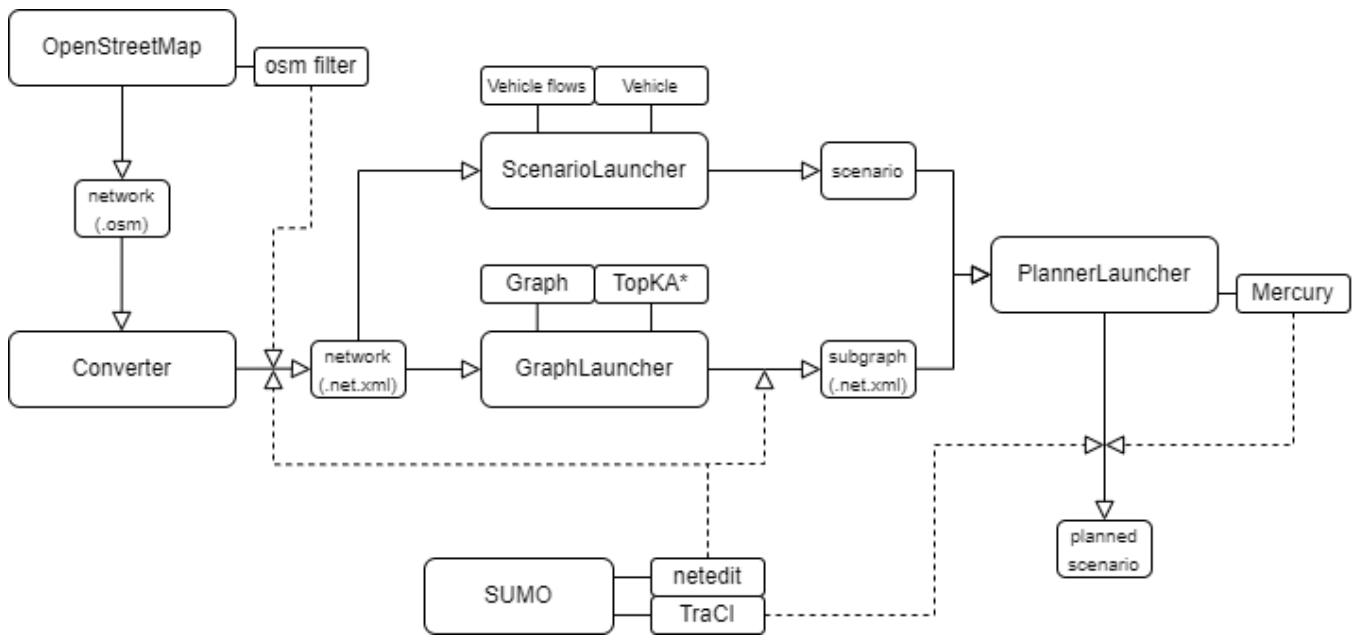 OpenStreetMap
osm filter
Vehicle flows
Vehicle
ScenarioLauncher
scenario
network
(.osm)
Graph
TopKA*
PlannerLauncher
Mercury
Converter
network
(.net.xml)
GraphLauncher
subgraph
(.net.xml)
planned
scenario
SUMO
netedit
TraCI